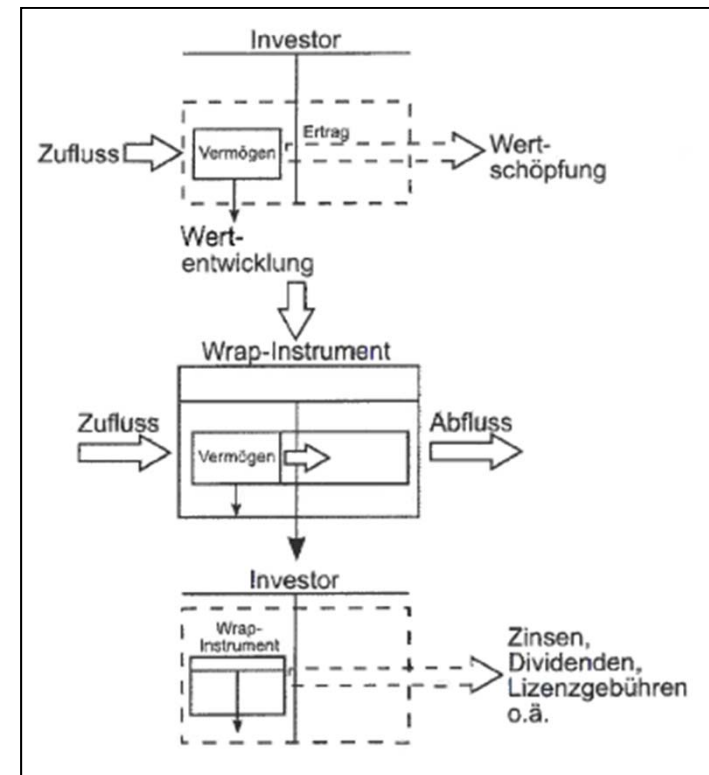 Investor
Ertrag
Zufluss
Vermögen
Wert-
schöpfung
Wert-
entwicklung
Wrap-Instrument
Zufluss
Abfluss
Vermögen
Investor
Wrap-
Instrument
Zinsen,
Dividenden,
Lizenzgebühren
o.ä.